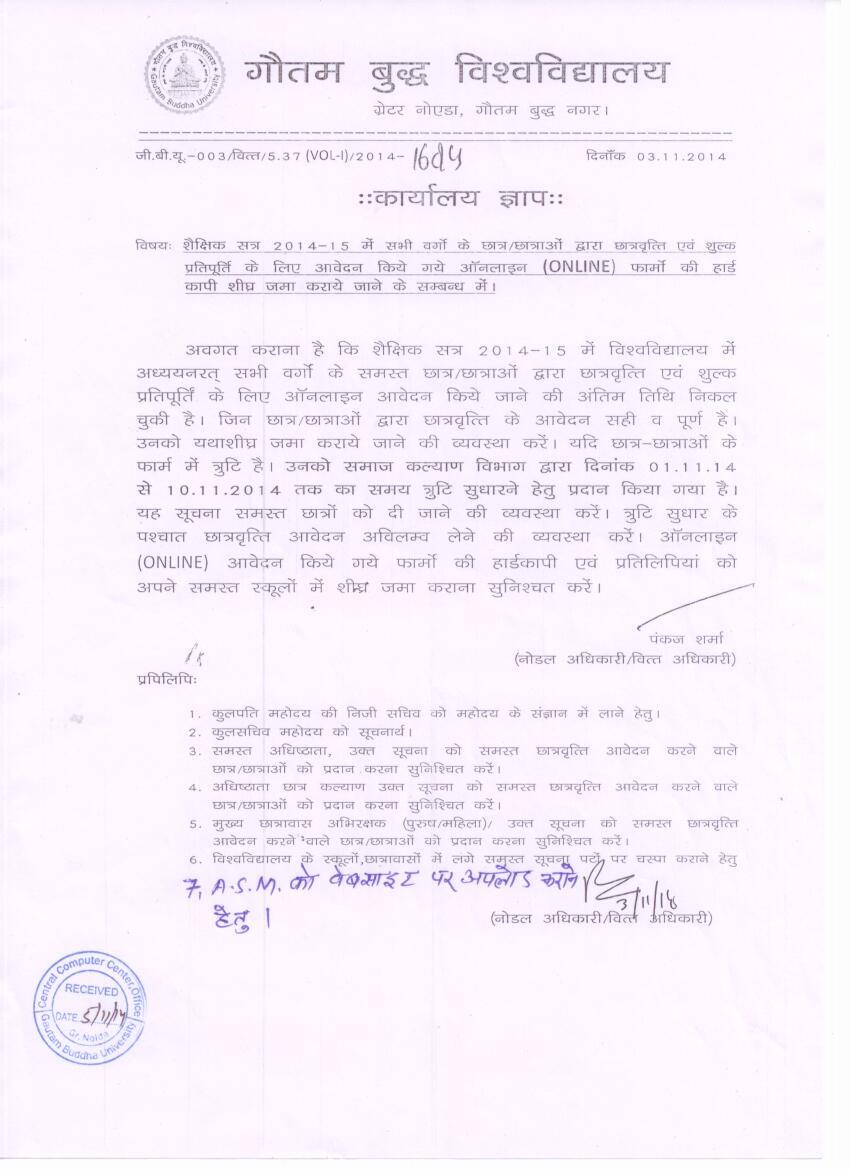 गौतम बुद्ध विश्वविद्यालय
Gautam Buddha University
गौतम बुद्ध विश्वविद्यालय
ग्रेटर नोएडा, गौतम बुद्ध नगर।
जी.बी.यू.-003/वित्त/5.37 (VOL-I)/2014- दिनाँक 03.11.2014
::कार्यालय ज्ञाप::
विषयः शैक्षिक सत्र 2014-15 में सभी वर्गो के छात्र/छात्राओं द्वारा छात्रवृत्ति एवं शुल्क
प्रतिपूर्ति के लिए आवेदन किये गये ऑनलाइन (ONLINE) फार्मो की हार्ड
कापी शीघ्र जमा कराये जाने के सम्बन्ध में।
अवगत कराना है कि शैक्षिक सत्र 2014-15 में विश्वविद्यालय में
अध्ययनरत् सभी वर्गो के समस्त छात्र/छात्राओं द्वारा छात्रवृत्ति एवं शुल्क
प्रतिपूर्ति के लिए ऑनलाइन आवेदन किये जाने की अंतिम तिथि निकल
चुकी है। जिन छात्र/छात्राओं द्वारा छात्रवृत्ति के आवेदन सही व पूर्ण है।
उनको यथाशीघ्र जमा कराये जाने की व्यवस्था करें। यदि छात्र-छात्राओं के
फार्म में त्रुटि है। उनको समाज कल्याण विभाग द्वारा दिनांक 01.11.14
से 10.11.2014 तक का समय त्रुटि सुधारने हेतु प्रदान किया गया है।
यह सूचना समस्त छात्रों को दी जाने की व्यवस्था करें। त्रुटि सुधार के
पश्चात छात्रवृत्ति आवेदन अविलम्व लेने की व्यवस्था करें। ऑनलाइन
(ONLINE) आवेदन किये गये फार्मो की हार्डकापी एवं प्रतिलिपियां को
अपने समस्त स्कूलों में शीघ्र जमा कराना सुनिश्चत करें।
पंकज शर्मा
(नोडल अधिकारी/वित्त अधिकारी)
प्रपिलिपिः
1. कुलपति महोदय की निजी सचिव को महोदय के संज्ञान में लाने हेतु।
2. कुलसचिव महोदय को सूचनार्थ।
3. समस्त अधिष्ठाता, उक्त सूचना को समस्त छात्रवृत्ति आवेदन करने वाले
छात्र/छात्राओं को प्रदान करना सुनिश्चित करें।
4. अधिष्ठाता छात्र कल्याण उक्त सूचना को समस्त छात्रवृत्ति आवेदन करने वाले
छात्र/छात्राओं को प्रदान करना सुनिश्चित करें।
5. मुख्य छात्रावास अभिरक्षक (पुरुष/महिला)/ उक्त सूचना को समस्त छात्रवृत्ति
आवेदन करने वाले छात्र/छात्राओं को प्रदान करना सुनिश्चित करें।
6. विश्वविद्यालय के स्कूलों,छात्रावासों में लंगे समस्त सूचना पटों पर चस्पा कराने हेतु
7, A.S.M. को वेबसाइट पर अपलोड कराने
हेतु।
3/11/14
(नोडल अधिकारी/वित्त अधिकारी)
Central Computer Center, Office
RECEIVED
DATE 5/11/14
Gr. Noida
Gautam Buddha University